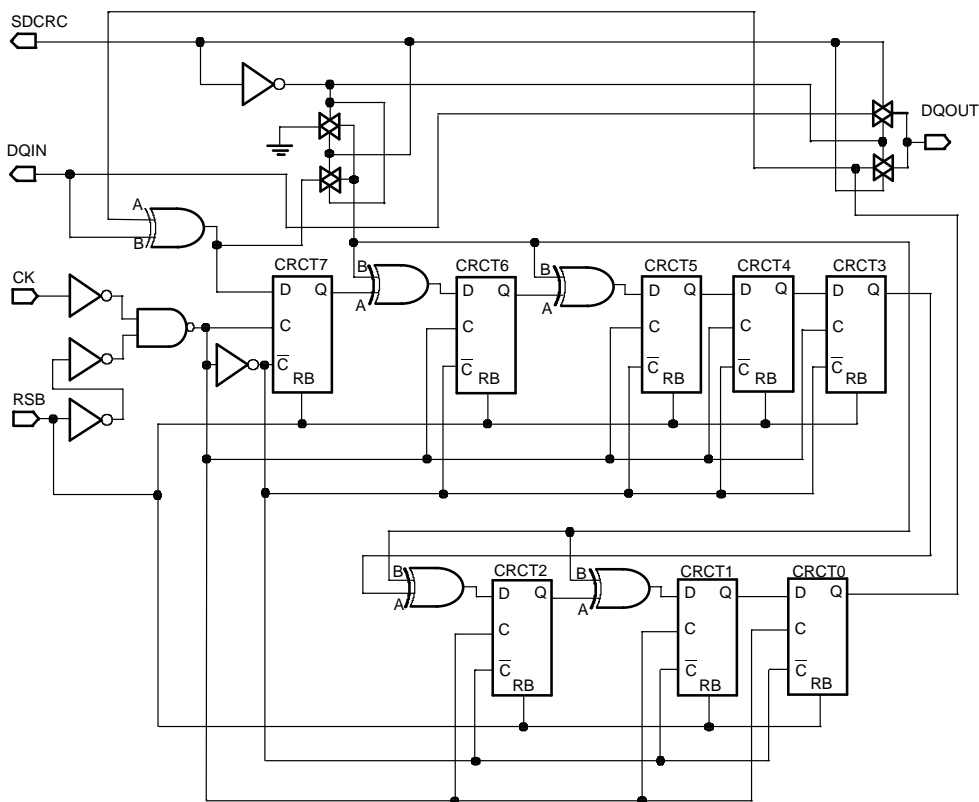 SDCRC
DQOUT
DQIN
A
B
CK
RSB
CRCT7
D Q
C
C̅
RB
B
A
CRCT6
D Q
C
C̅
RB
B
A
CRCT5
D Q
C
C̅
RB
CRCT4
D Q
C
C̅
RB
CRCT3
D Q
C
C̅
RB
B
A
CRCT2
D Q
C
C̅
RB
B
A
CRCT1
D Q
C
C̅
RB
CRCT0
D Q
C
C̅
RB